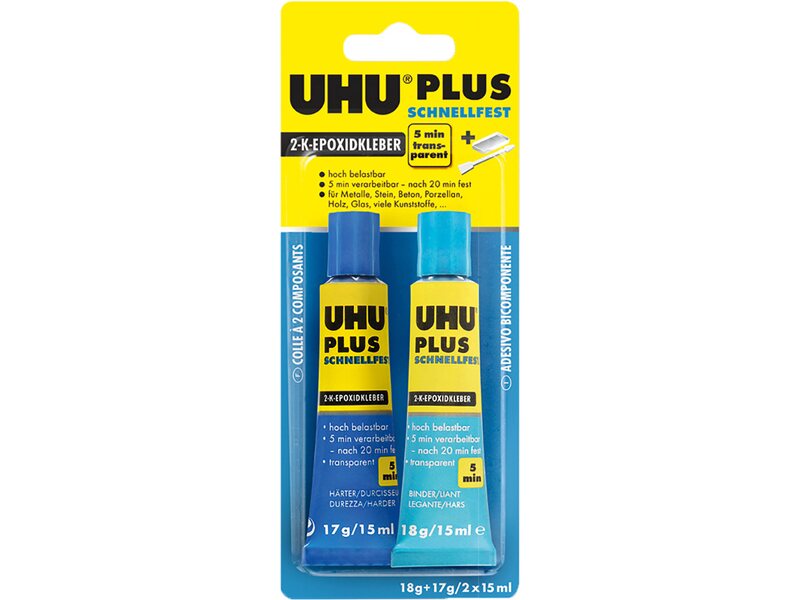 UHU® PLUS
SCHNELLFEST
2-K-EPOXIDKLEBER
5 min
trans-
parent
+
• hoch belastbar
• 5 min verarbeitbar – nach 20 min fest
• für Metalle, Stein, Beton, Porzellan,
Holz, Glas, viele Kunststoffe, ...
F COLLE À 2 COMPOSANTS
I ADESIVO BICOMPONENTE
UHU®
PLUS
SCHNELLFEST
2-K-EPOXIDKLEBER
• hoch belastbar
• 5 min verarbeitba
– nach 20 min fe
• transparent
5
min
HÄRTER/DURCISSEU
DUREZZA/HARDER
17g/15ml
UHU®
PLUS
SCHNELLFEST
2-K-EPOXIDKLEBER
• hoch belastbar
• 5 min verarbeitbar
– nach 20 min fest
• transparent
5
min
BINDER/LIANT
LEGANTE/HARS
18g/15ml e
18g+17g/2x15ml